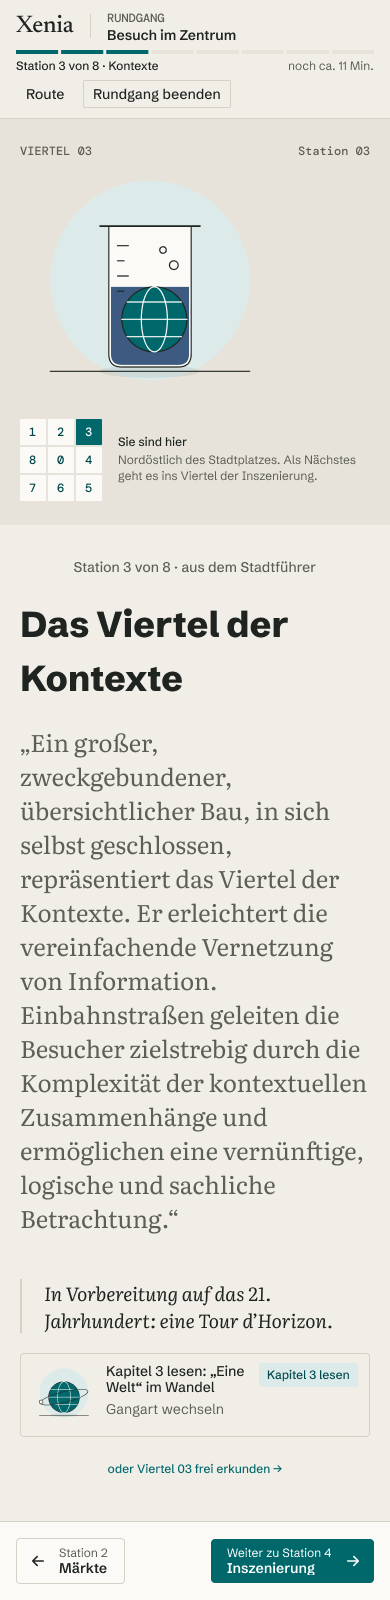 Xenia
RUNDGANG
Besuch im Zentrum
Station 3 von 8 · Kontexte
noch ca. 11 Min.
Route
Rundgang beenden
VIERTEL 03
Station 03
1 2 3
8 0 4
7 6 5
Sie sind hier
Nordöstlich des Stadtplatzes. Als Nächstes
geht es ins Viertel der Inszenierung.
Station 3 von 8 · aus dem Stadtführer
Das Viertel der
Kontexte
„Ein großer,
zweckgebundener,
übersichtlicher Bau, in sich
selbst geschlossen,
repräsentiert das Viertel der
Kontexte. Er erleichtert die
vereinfachende Vernetzung
von Information.
Einbahnstraßen geleiten die
Besucher zielstrebig durch die
Komplexität der kontextuellen
Zusammenhänge und
ermöglichen eine vernünftige,
logische und sachliche
Betrachtung.“
In Vorbereitung auf das 21.
Jahrhundert: eine Tour d’Horizon.
Kapitel 3 lesen: „Eine
Welt“ im Wandel
Gangart wechseln
Kapitel 3 lesen
oder Viertel 03 frei erkunden →
← Station 2
Märkte
Weiter zu Station 4 →
Inszenierung